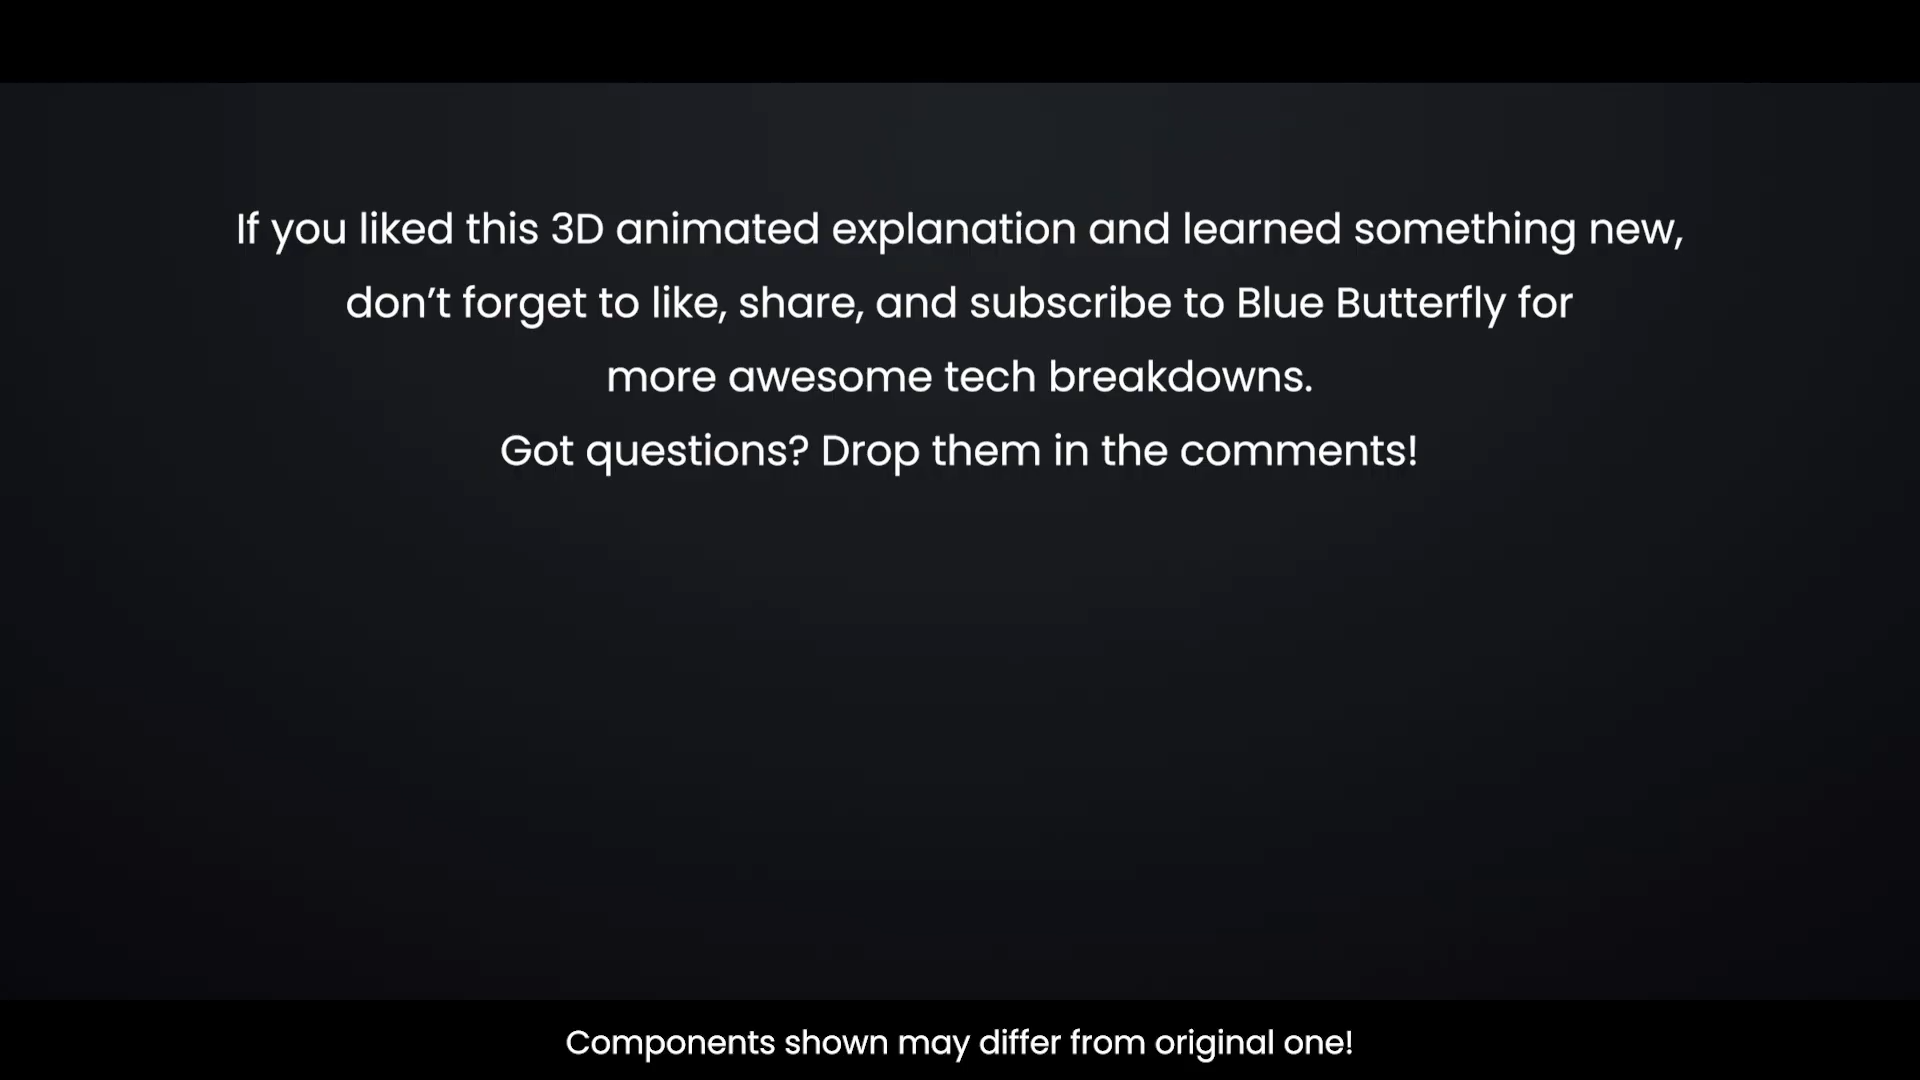 If you liked this 3D animated explanation and learned something new,
don’t forget to like, share, and subscribe to Blue Butterfly for
more awesome tech breakdowns.
Got questions? Drop them in the comments!
Components shown may differ from original one!